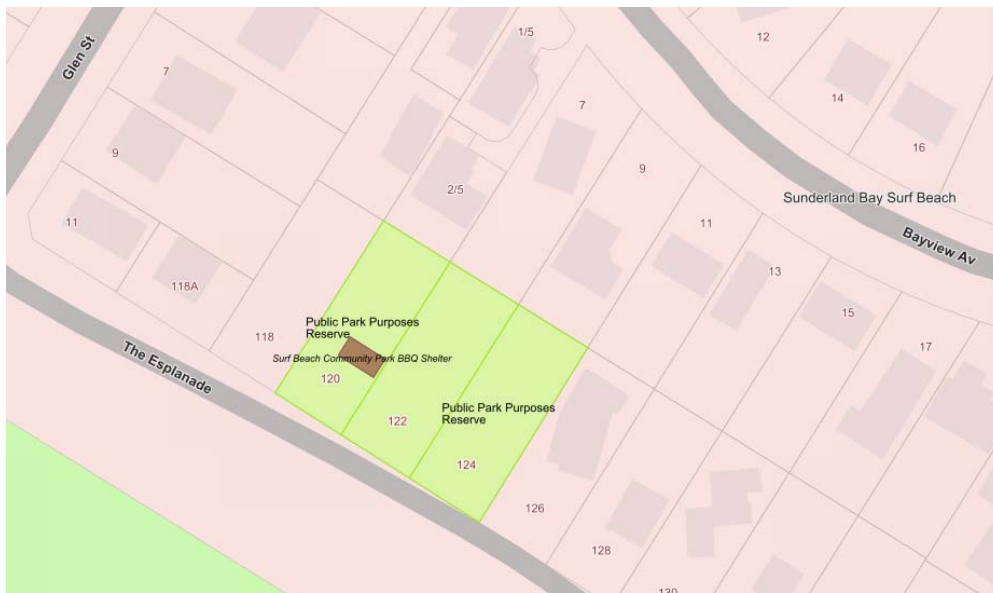 1/5
12
Glen St
7
14
7
16
9
9
2/5
Sunderland Bay Surf Beach
11
11
Bayview Av
13
118A
15
Public Park Purposes
Reserve
118
17
The Esplanade
Surf Beach Community Park BBQ Shelter
120
Public Park Purposes
Reserve
122
124
126
128
130